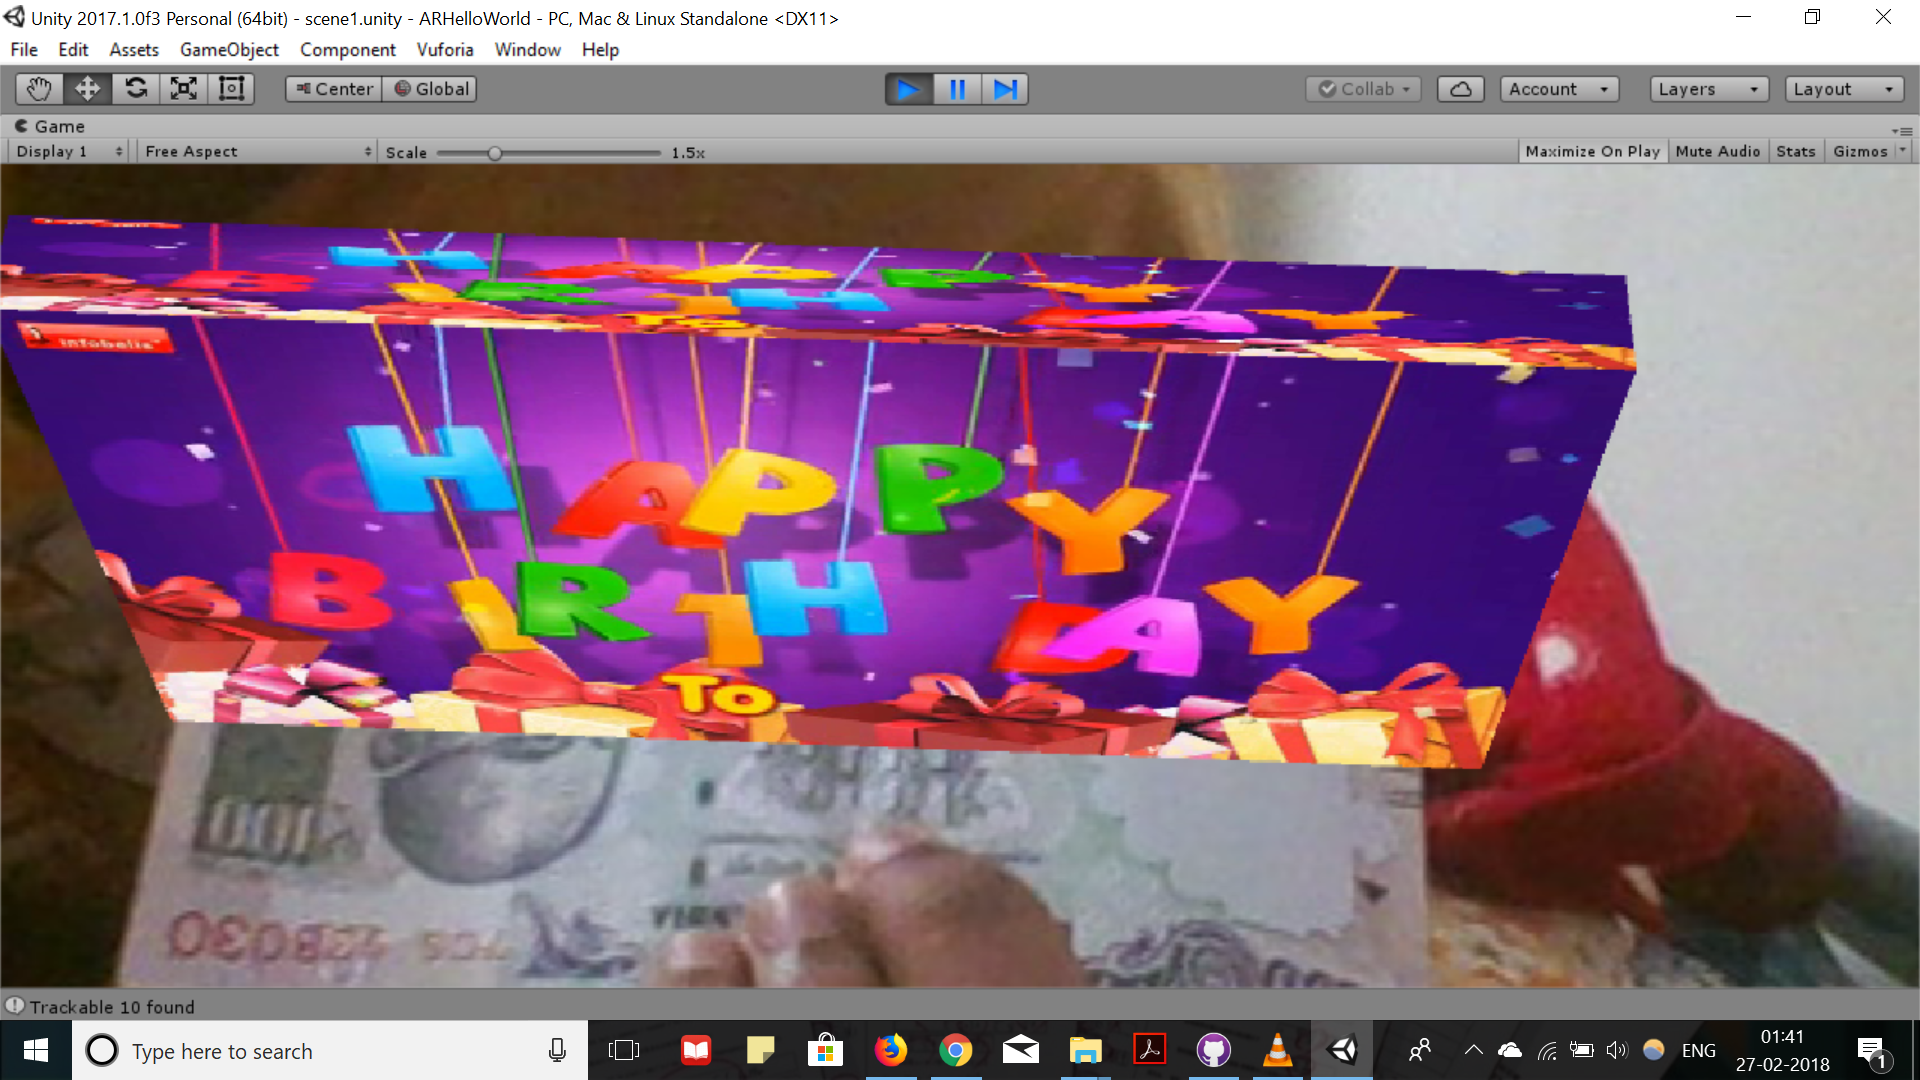 Unity 2017.1.0f3 Personal (64bit) - scene1.unity - ARHelloWorld - PC, Mac & Linux Standalone <DX11>
File Edit Assets GameObject Component Vuforia Window Help
Center Global Collab Account Layers Layout
Game
Display 1 Free Aspect Scale 1.5x Maximize On Play Mute Audio Stats Gizmos
HAPPY
BIRTHDAY
TO
Trackable 10 found
Type here to search
ENG
01:41
27-02-2018
1